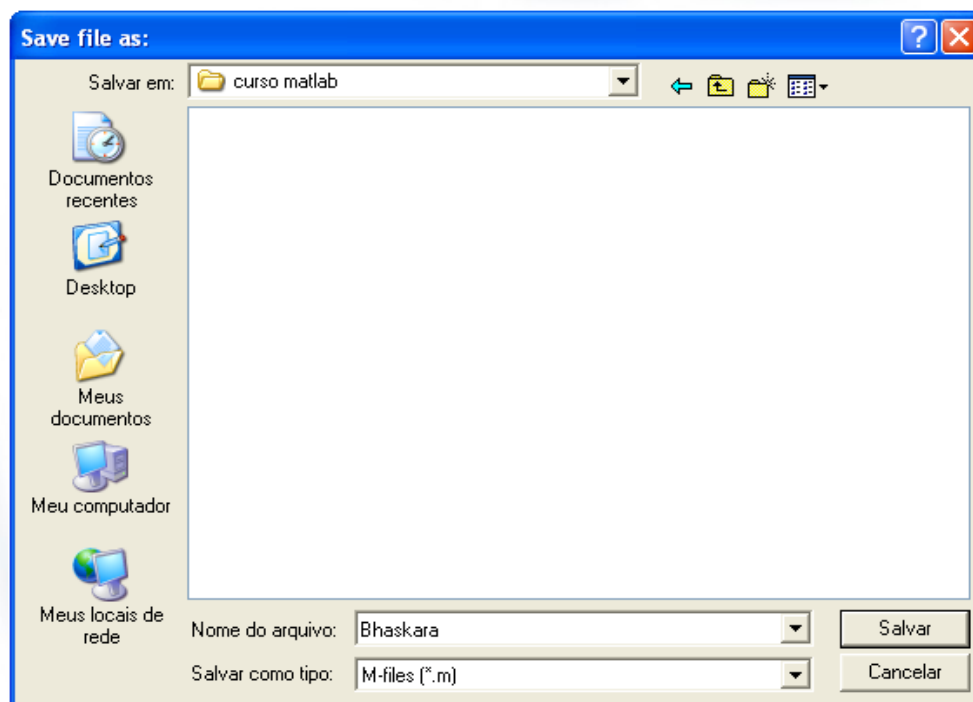 Save file as:
Salvar em:
curso matlab
Documentos
recentes
Desktop
Meus
documentos
Meu computador
Meus locais de
rede
Nome do arquivo:
Bhaskara
Salvar
Salvar como tipo:
M-files (*.m)
Cancelar